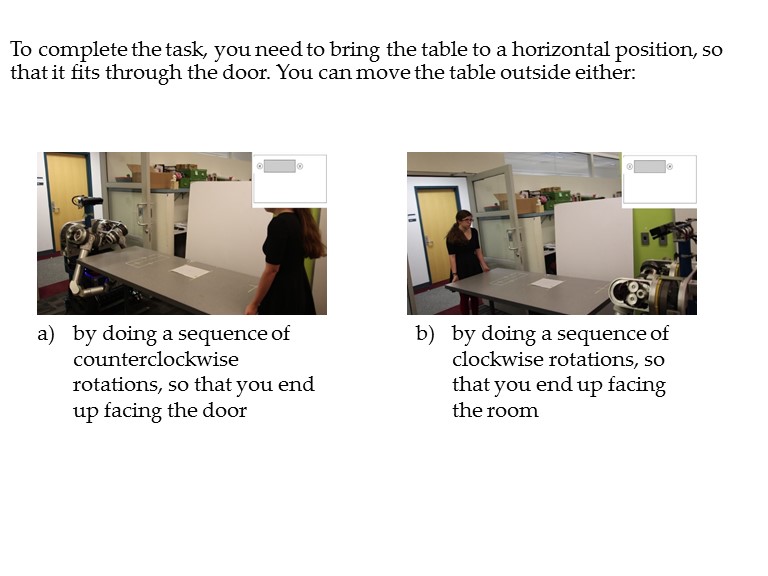 To complete the task, you need to bring the table to a horizontal position, so
that it fits through the door. You can move the table outside either:
a) by doing a sequence of
counterclockwise
rotations, so that you end
up facing the door
b) by doing a sequence of
clockwise rotations, so
that you end up facing
the room